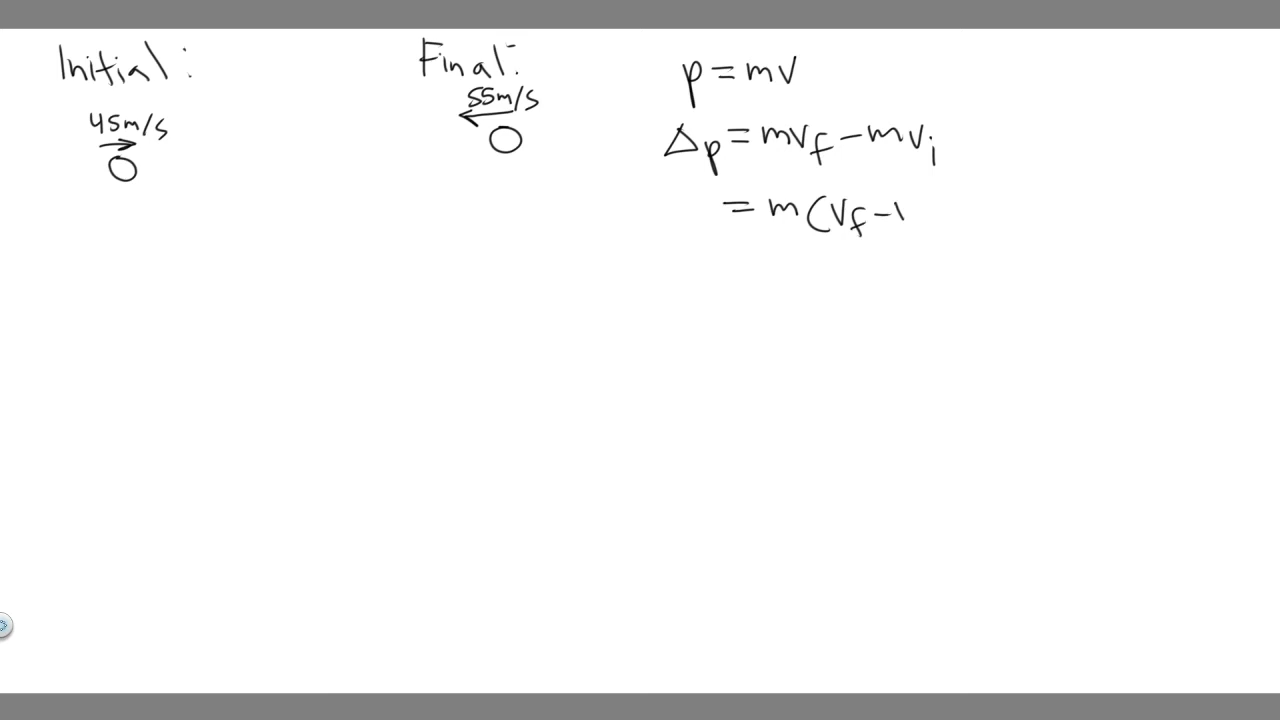 Initial:
45m/s
Final:
55m/s
p=mv
Δp=mvf-mvi
=m(vf-